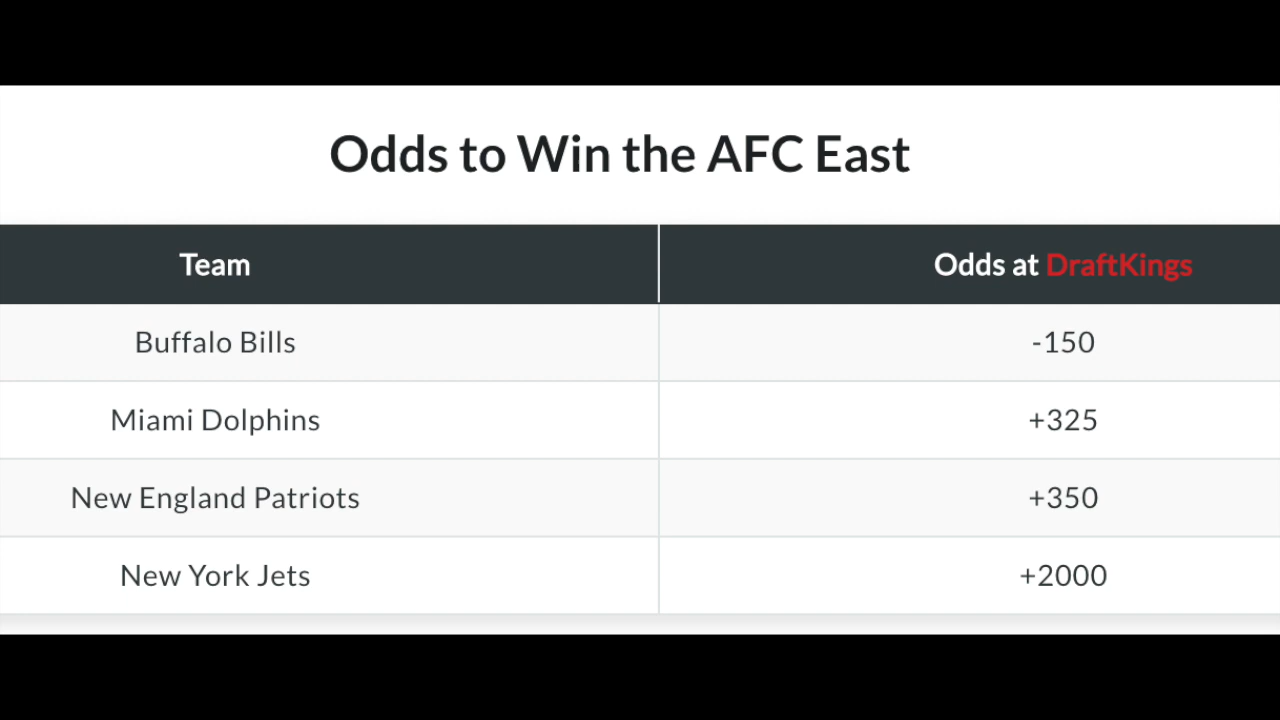 Odds to Win the AFC East
Team Odds at DraftKings
Buffalo Bills -150
Miami Dolphins +325
New England Patriots +350
New York Jets +2000